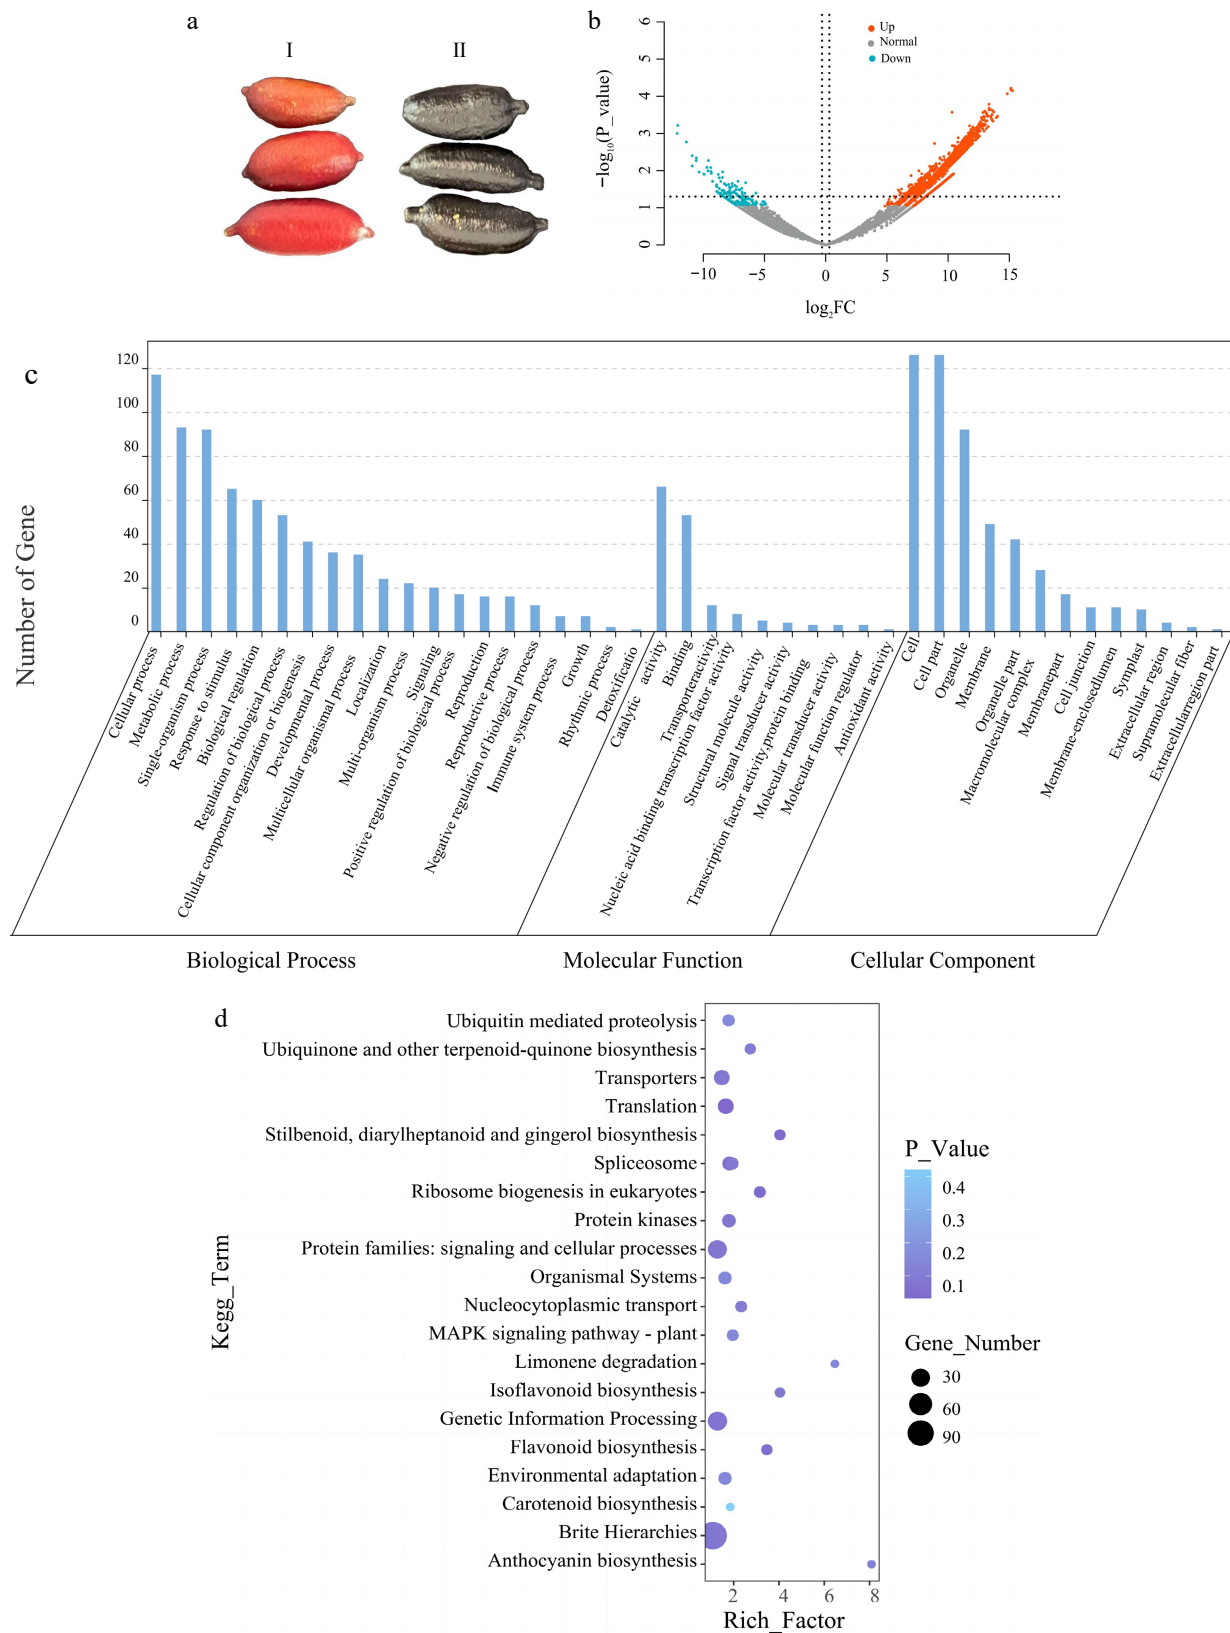 a
I
II
b
6
5
4
3
2
1
0
−log10(P_value)
Up
Normal
Down
−10
−5
0
5
10
15
log2FC
c
Number of Gene
120
100
80
60
40
20
0
Cellular process
Metabolic process
Single-organism process
Response to stimulus
Biological regulation
Regulation of biological process
Cellular component organization or biogenesis
Developmental process
Multicellular organismal process
Localization
Multi-organism process
Signaling
Positive regulation of biological process
Reproduction
Reproductive process
Negative regulation of biological process
Immune system process
Growth
Rhythmic process
Detoxificatio
Catalytic activity
Binding
Transporteractivity
Nucleic acid binding transcription factor activity
Structural molecule activity
Signal transducer activity
Transcription factor activity,protein binding
Molecular transducer activity
Molecular function regulator
Antioxidant activity
Cell
Cell part
Organelle
Membrane
Organelle part
Macromolecular complex
Membranepart
Cell junction
Membrane-enclosedlumen
Symplast
Extracellular region
Supramolecular fiber
Extracellularregion part
Biological Process
Molecular Function
Cellular Component
d
Kegg_Term
Ubiquitin mediated proteolysis
Ubiquinone and other terpenoid-quinone biosynthesis
Transporters
Translation
Stilbenoid, diarylheptanoid and gingerol biosynthesis
Spliceosome
Ribosome biogenesis in eukaryotes
Protein kinases
Protein families: signaling and cellular processes
Organismal Systems
Nucleocytoplasmic transport
MAPK signaling pathway - plant
Limonene degradation
Isoflavonoid biosynthesis
Genetic Information Processing
Flavonoid biosynthesis
Environmental adaptation
Carotenoid biosynthesis
Brite Hierarchies
Anthocyanin biosynthesis
2
4
6
8
Rich_Factor
P_Value
0.4
0.3
0.2
0.1
Gene_Number
30
60
90